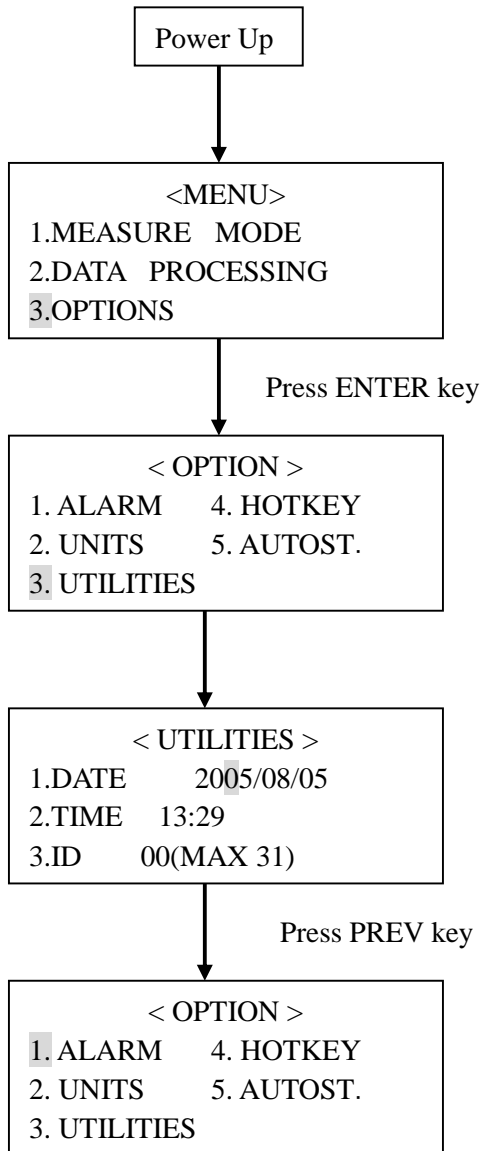 Power Up
<MENU>
1.MEASURE MODE
2.DATA PROCESSING
3.OPTIONS
Press ENTER key
< OPTION >
1. ALARM 4. HOTKEY
2. UNITS 5. AUTOST.
3. UTILITIES
< UTILITIES >
1.DATE 2005/08/05
2.TIME 13:29
3.ID 00(MAX 31)
Press PREV key
< OPTION >
1. ALARM 4. HOTKEY
2. UNITS 5. AUTOST.
3. UTILITIES